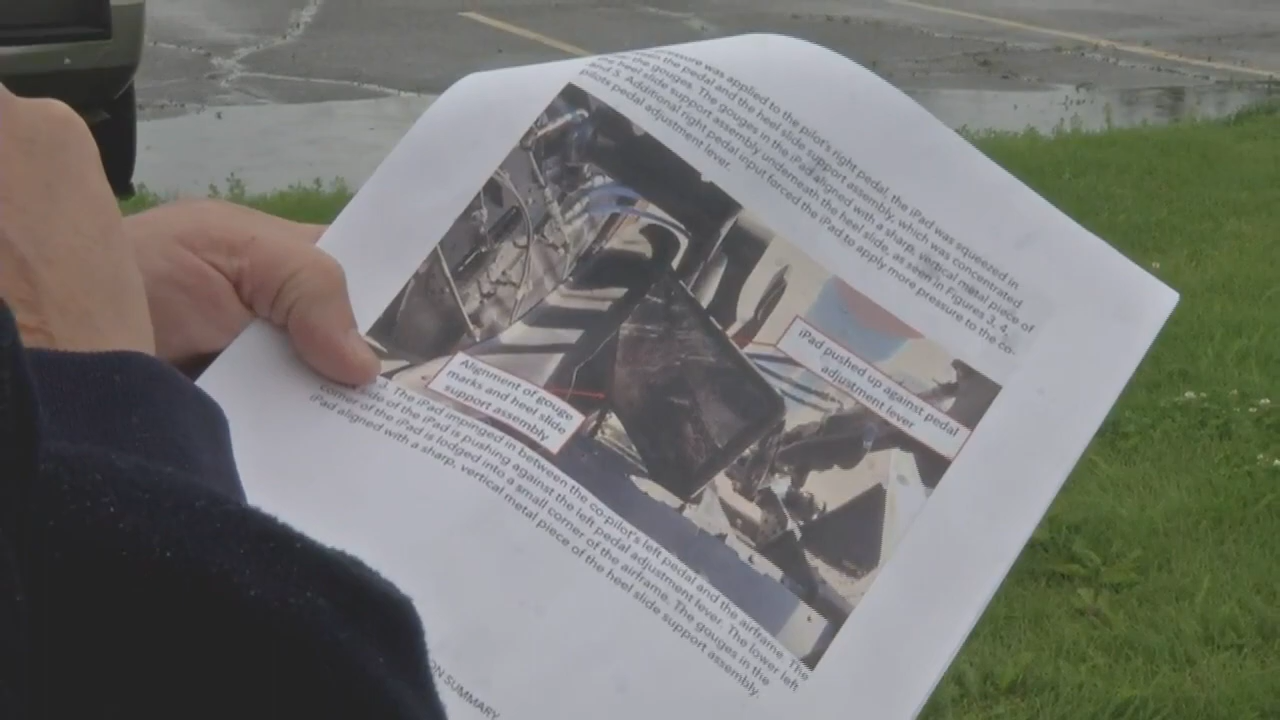 was applied to the pilot's right pedal, the iPad was squeezed in
the pedal and the heel slide support assembly, which was concentrated
the gouges. The gouges in the iPad aligned with a sharp, vertical metal piece of
heel slide support assembly underneath the heel slide, as seen in Figures 3, 4,
and 5. Additional right pedal input forced the iPad to apply more pressure to the co-
pilot's pedal adjustment lever.
iPad pushed up against pedal
adjustment lever
Alignment of gouge
marks and heel slide
support assembly
3. The iPad impinged in between the co-pilot's left pedal and the airframe. The
side of the iPad is pushing against the left pedal adjustment lever. The lower left
corner of the iPad is lodged into a small corner of the airframe. The gouges in the
iPad aligned with a sharp, vertical metal piece of the heel slide support assembly.
ON SUMMARY